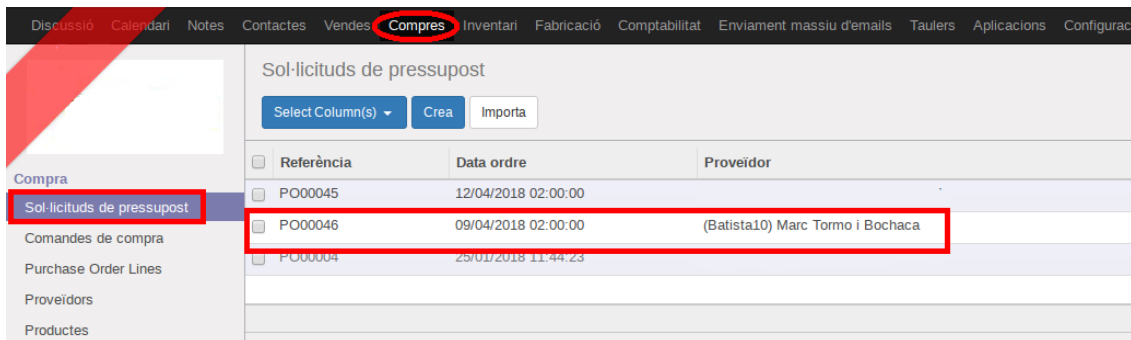 Discussió Calendari Notes Contactes Vendes Compres Inventari Fabricació Comptabilitat Enviament massiu d'emails Taulers Aplicacions Configurac
Sol·licituds de pressupost
Select Column(s) Crea Importa
Referència Data ordre Proveïdor
Compra
PO00045 12/04/2018 02:00:00
Sol·licituds de pressupost
PO00046 09/04/2018 02:00:00 (Batista10) Marc Tormo i Bochaca
Comandes de compra
PO00004 25/01/2018 11:44:23
Purchase Order Lines
Proveïdors
Productes